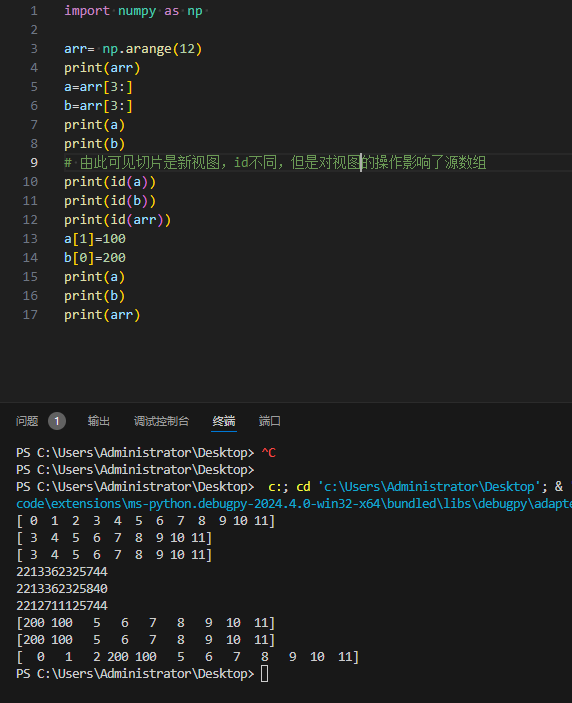 1 import numpy as np
2
3 arr= np.arange(12)
4 print(arr)
5 a=arr[3:]
6 b=arr[3:]
7 print(a)
8 print(b)
9 # 由此可见切片是新视图，id不同，但是对视图的操作影响了源数组
10 print(id(a))
11 print(id(b))
12 print(id(arr))
13 a[1]=100
14 b[0]=200
15 print(a)
16 print(b)
17 print(arr)
问题 1 输出 调试控制台 终端 端口
PS C:\Users\Administrator\Desktop> ^C
PS C:\Users\Administrator\Desktop>
PS C:\Users\Administrator\Desktop>  c:; cd 'c:\Users\Administrator\Desktop'; &
code\extensions\ms-python.debugpy-2024.4.0-win32-x64\bundled\libs\debugpy\adapte
[ 0  1  2  3  4  5  6  7  8  9 10 11]
[ 3  4  5  6  7  8  9 10 11]
[ 3  4  5  6  7  8  9 10 11]
2213362325744
2213362325840
2212711125744
[200 100   5   6   7   8   9  10  11]
[200 100   5   6   7   8   9  10  11]
[  0   1   2 200 100   5   6   7   8   9  10  11]
PS C:\Users\Administrator\Desktop>